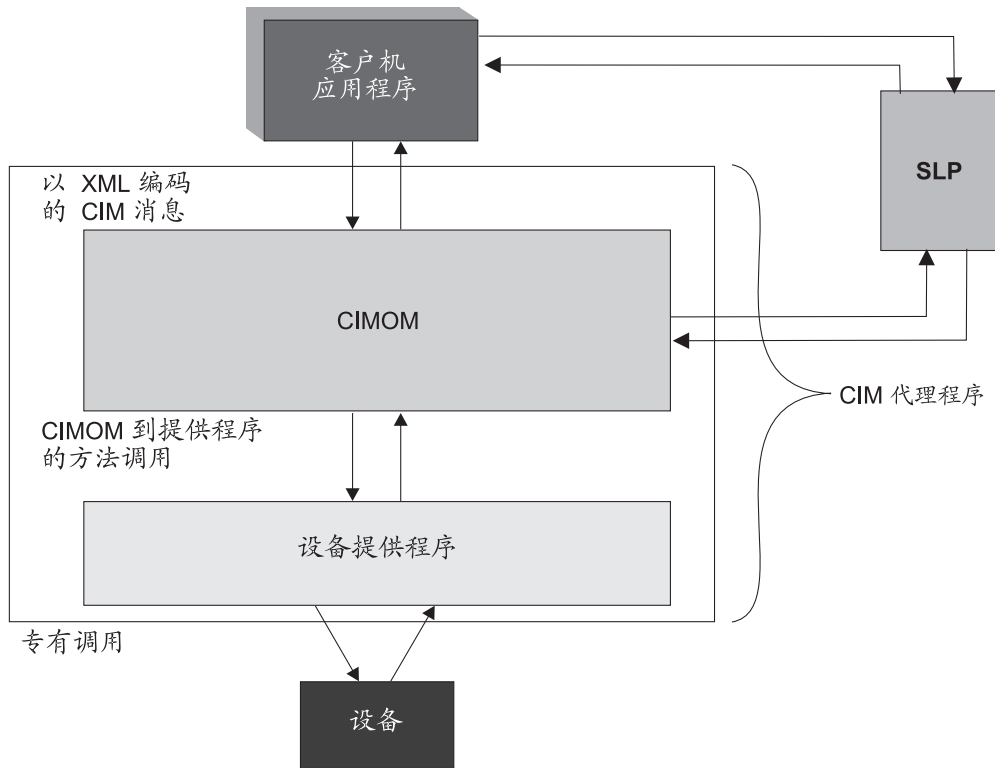 客户机
应用程序
SLP
以 XML 编码
的 CIM 消息
CIMOM
CIM 代理程序
CIMOM 到提供程序
的方法调用
设备提供程序
专有调用
设备